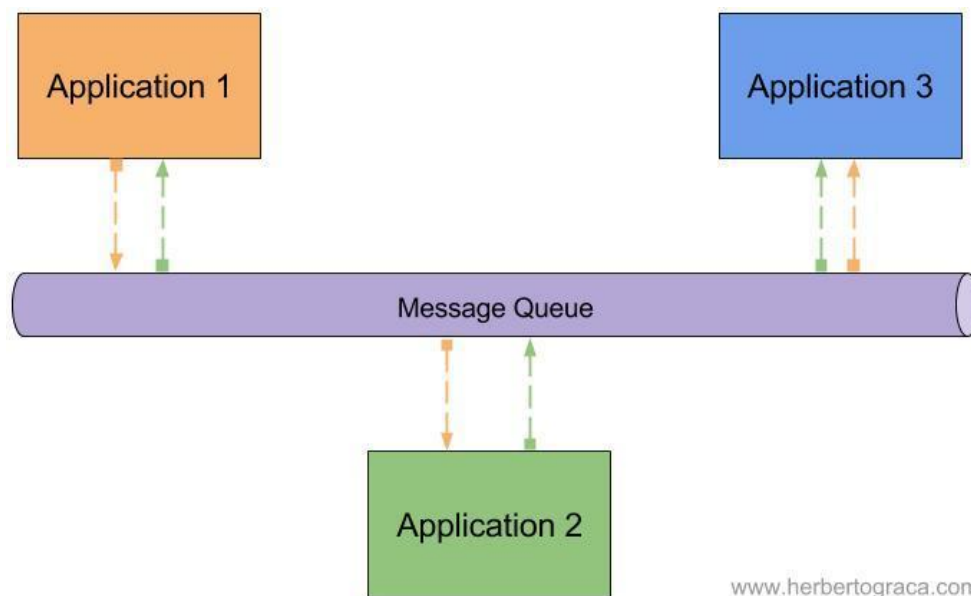 Application 1
Application 3
Message Queue
Application 2
www.herbertograca.com